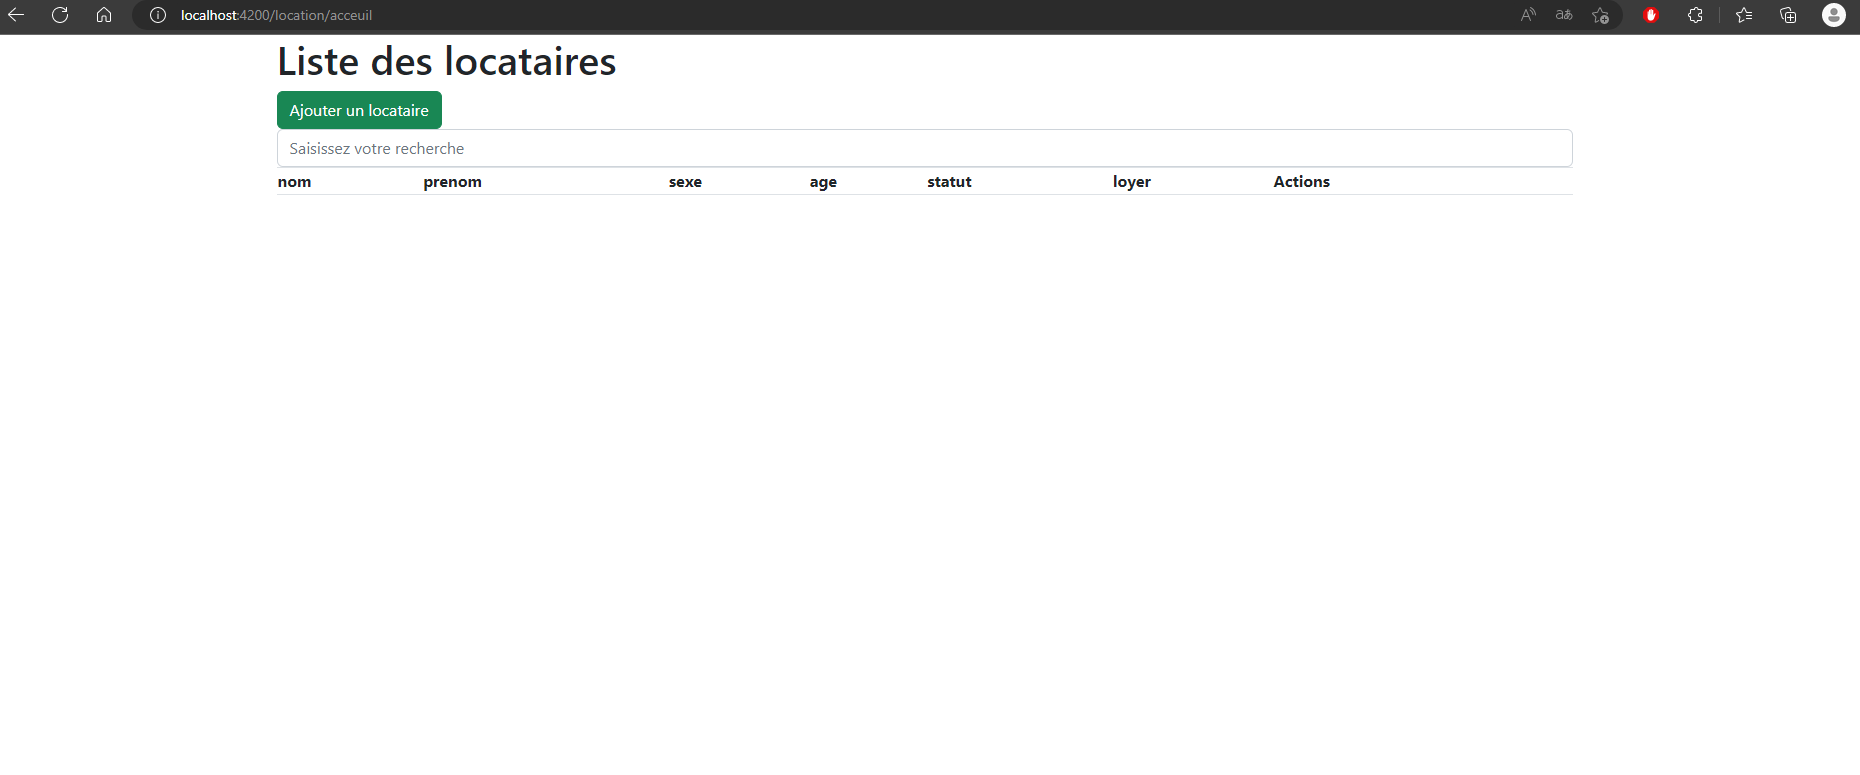 localhost:4200/location/acceuil
Liste des locataires
Ajouter un locataire
Saisissez votre recherche
nom prenom sexe age statut loyer Actions